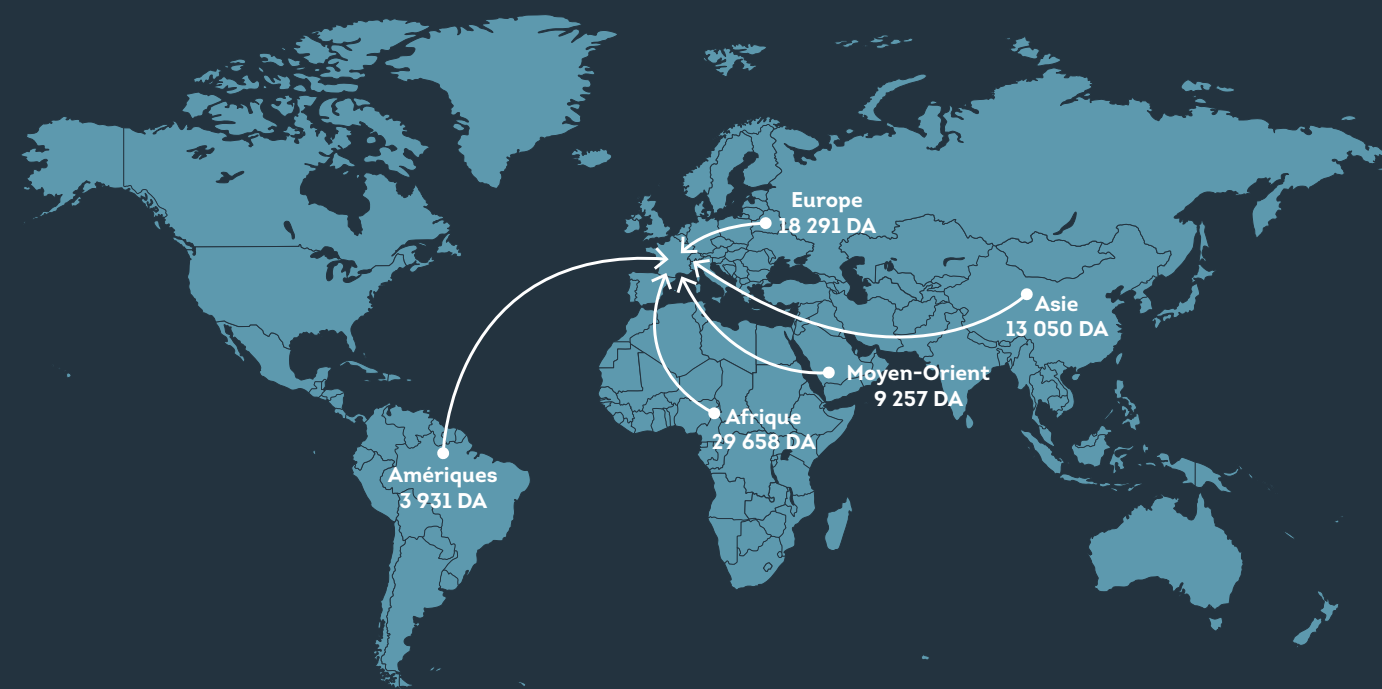 Europe
18 291 DA
Asie
13 050 DA
Moyen-Orient
9 257 DA
Afrique
29 658 DA
Amériques
3 931 DA